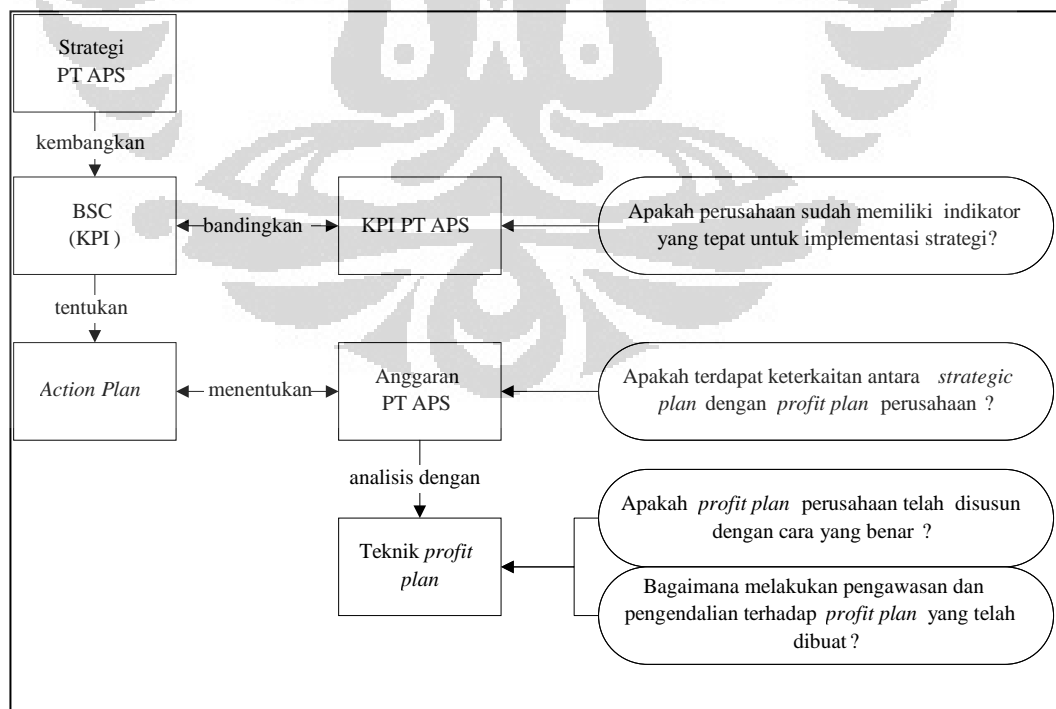 Strategi
PT APS
kembangkan
BSC
(KPI )
bandingkan
KPI PT APS
Apakah perusahaan sudah memiliki indikator
yang tepat untuk implementasi strategi?
tentukan
Action Plan
menentukan
Anggaran
PT APS
Apakah terdapat keterkaitan antara strategic
plan dengan profit plan perusahaan ?
analisis dengan
Teknik profit
plan
Apakah profit plan perusahaan telah disusun
dengan cara yang benar ?
Bagaimana melakukan pengawasan dan
pengendalian terhadap profit plan yang telah
dibuat ?